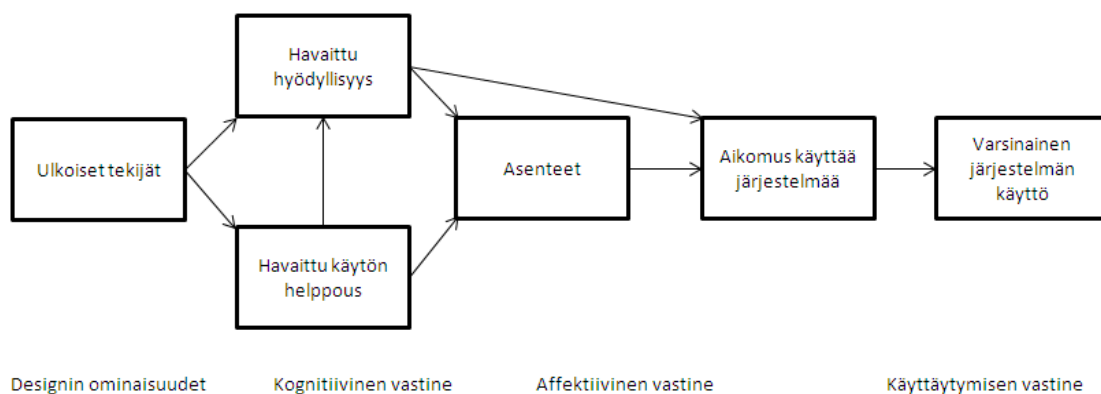 Havaittu
hyödyllisyys
Ulkoiset tekijät
Havaittu käytön
helppous
Asenteet
Aikomus käyttää
järjestelmää
Varsinainen
järjestelmän
käyttö
Designin ominaisuudet
Kognitiivinen vastine
Affektiivinen vastine
Käyttäytymisen vastine